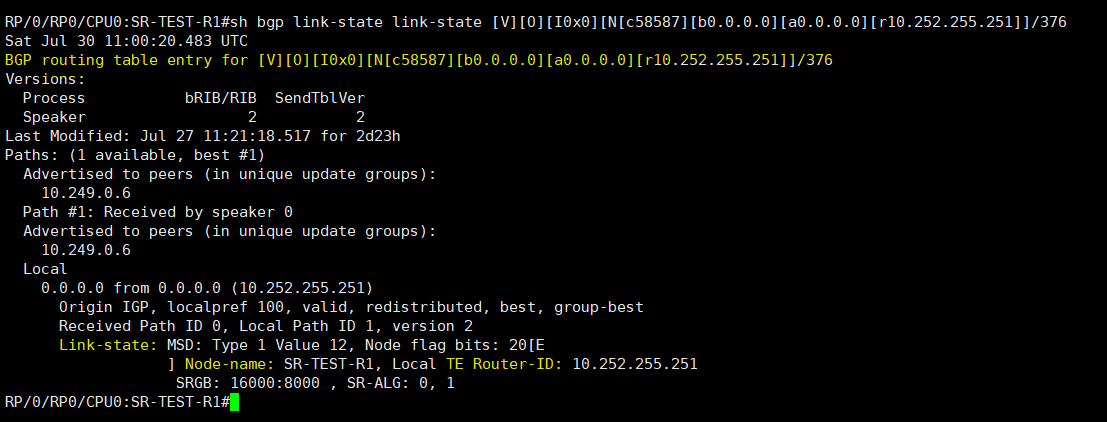 RP/0/RP0/CPU0:SR-TEST-R1#sh bgp link-state link-state [V][O][I0x0][N[c58587][b0.0.0.0][a0.0.0.0][r10.252.255.251]]/376
Sat Jul 30 11:00:20.483 UTC
BGP routing table entry for [V][O][I0x0][N[c58587][b0.0.0.0][a0.0.0.0][r10.252.255.251]]/376
Versions:
  Process           bRIB/RIB  SendTblVer
  Speaker                  2           2
Last Modified: Jul 27 11:21:18.517 for 2d23h
Paths: (1 available, best #1)
  Advertised to peers (in unique update groups):
    10.249.0.6
  Path #1: Received by speaker 0
  Advertised to peers (in unique update groups):
    10.249.0.6
  Local
    0.0.0.0 from 0.0.0.0 (10.252.255.251)
      Origin IGP, localpref 100, valid, redistributed, best, group-best
      Received Path ID 0, Local Path ID 1, version 2
      Link-state: MSD: Type 1 Value 12, Node flag bits: 20[E
                  ] Node-name: SR-TEST-R1, Local TE Router-ID: 10.252.255.251
                   SRGB: 16000:8000 , SR-ALG: 0, 1
RP/0/RP0/CPU0:SR-TEST-R1#